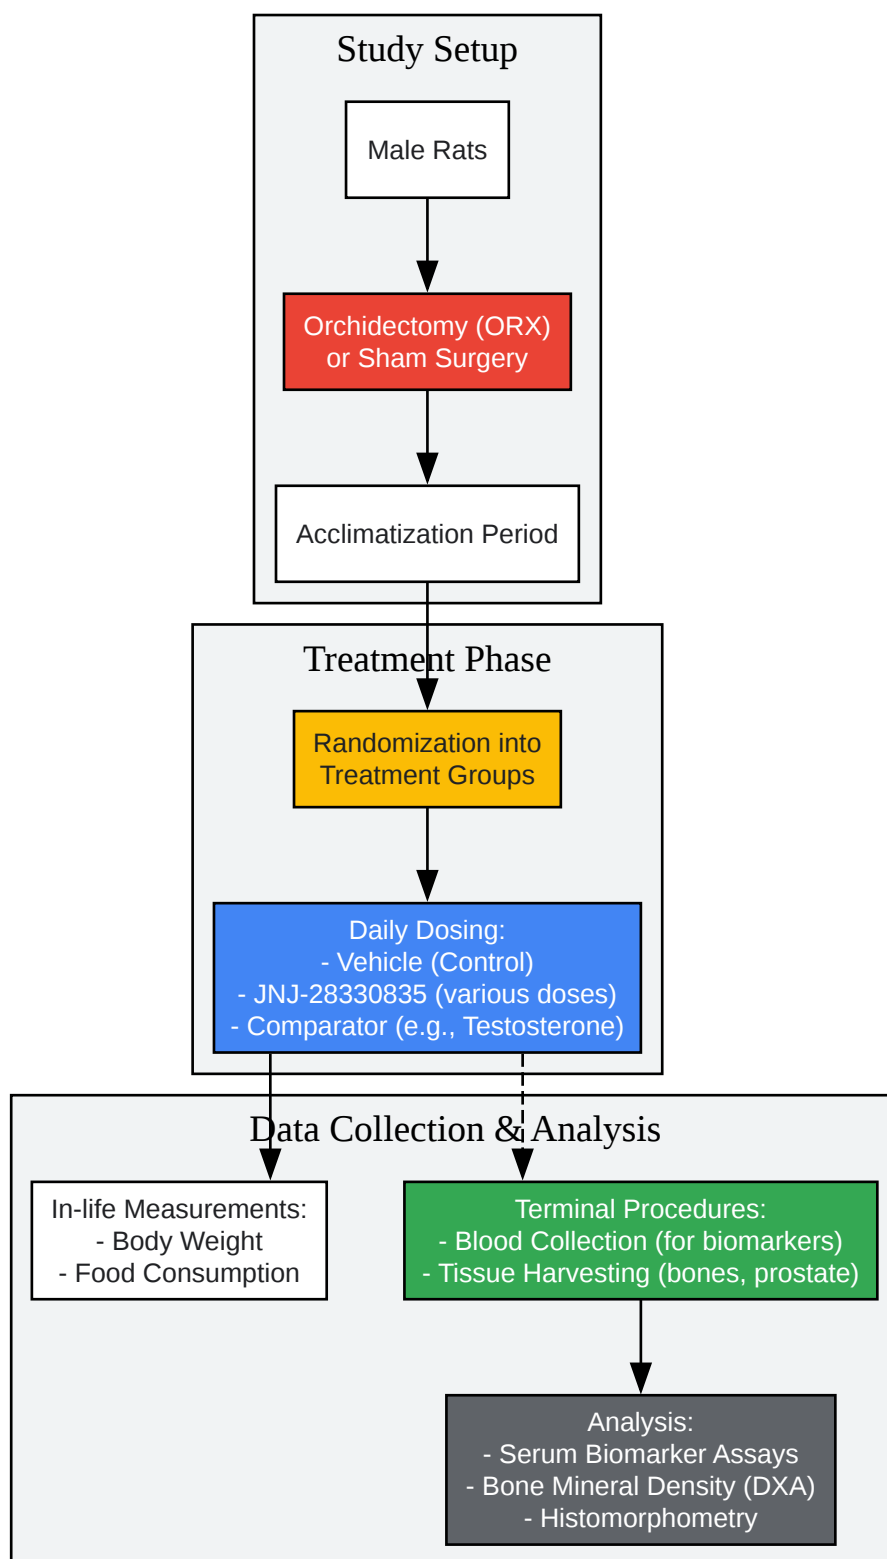 Study Setup
Male Rats
Orchidectomy (ORX)
or Sham Surgery
Acclimatization Period
Treatment Phase
Randomization into
Treatment Groups
Daily Dosing:
- Vehicle (Control)
- JNJ-28330835 (various doses)
- Comparator (e.g., Testosterone)
Data Collection & Analysis
In-life Measurements:
- Body Weight
- Food Consumption
Terminal Procedures:
- Blood Collection (for biomarkers)
- Tissue Harvesting (bones, prostate)
Analysis:
- Serum Biomarker Assays
- Bone Mineral Density (DXA)
- Histomorphometry